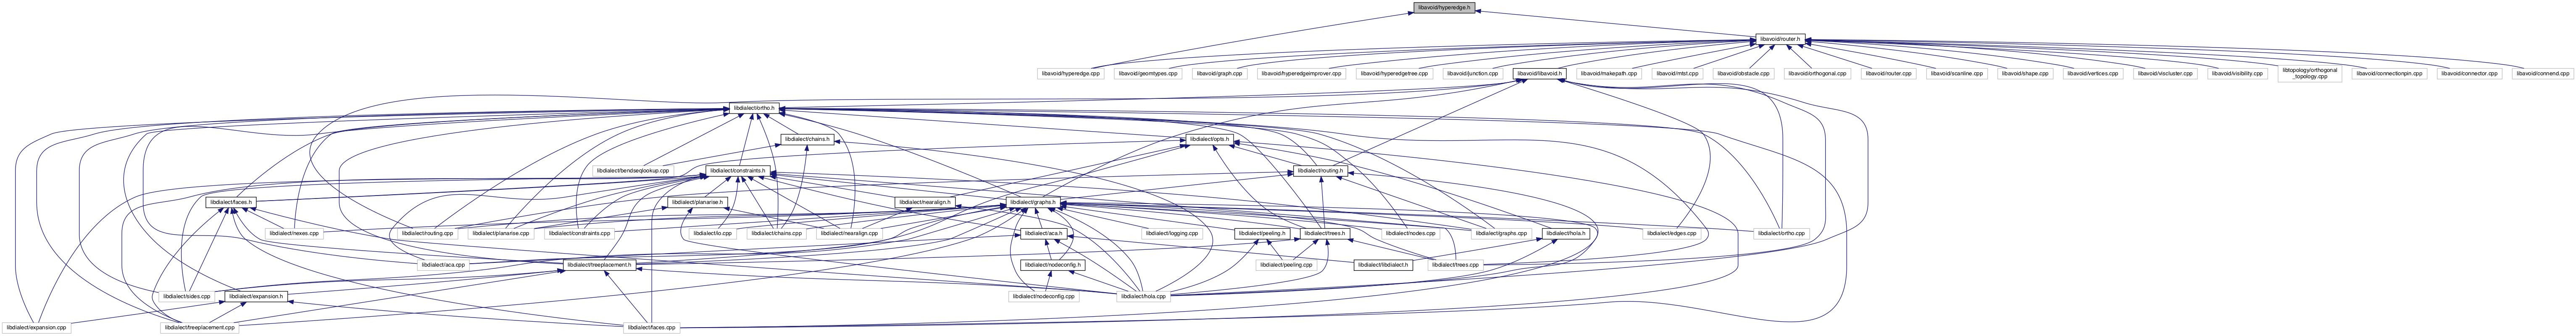 libavoid/hyperedge.h
libavoid/router.h
libavoid/hyperedge.cpp
libavoid/geomtypes.cpp
libavoid/graph.cpp
libavoid/hyperedgeimprover.cpp
libavoid/hyperedgetree.cpp
libavoid/junction.cpp
libavoid/libavoid.h
libavoid/makepath.cpp
libavoid/mtst.cpp
libavoid/obstacle.cpp
libavoid/orthogonal.cpp
libavoid/router.cpp
libavoid/scanline.cpp
libavoid/shape.cpp
libavoid/vertices.cpp
libavoid/viscluster.cpp
libavoid/visibility.cpp
libtopology/orthogonal
_topology.cpp
libavoid/connectionpin.cpp
libavoid/connector.cpp
libavoid/connend.cpp
libdialect/ortho.h
libdialect/chains.h
libdialect/opts.h
libdialect/bendseqlookup.cpp
libdialect/constraints.h
libdialect/routing.h
libdialect/faces.h
libdialect/planarise.h
libdialect/nearalign.h
libdialect/graphs.h
libdialect/nexes.cpp
libdialect/routing.cpp
libdialect/planarise.cpp
libdialect/constraints.cpp
libdialect/io.cpp
libdialect/chains.cpp
libdialect/nearalign.cpp
libdialect/aca.h
libdialect/logging.cpp
libdialect/peeling.h
libdialect/trees.h
libdialect/nodes.cpp
libdialect/graphs.cpp
libdialect/hola.h
libdialect/edges.cpp
libdialect/ortho.cpp
libdialect/aca.cpp
libdialect/treeplacement.h
libdialect/nodeconfig.h
libdialect/peeling.cpp
libdialect/libdialect.h
libdialect/trees.cpp
libdialect/sides.cpp
libdialect/expansion.h
libdialect/nodeconfig.cpp
libdialect/hola.cpp
libdialect/expansion.cpp
libdialect/treeplacement.cpp
libdialect/faces.cpp